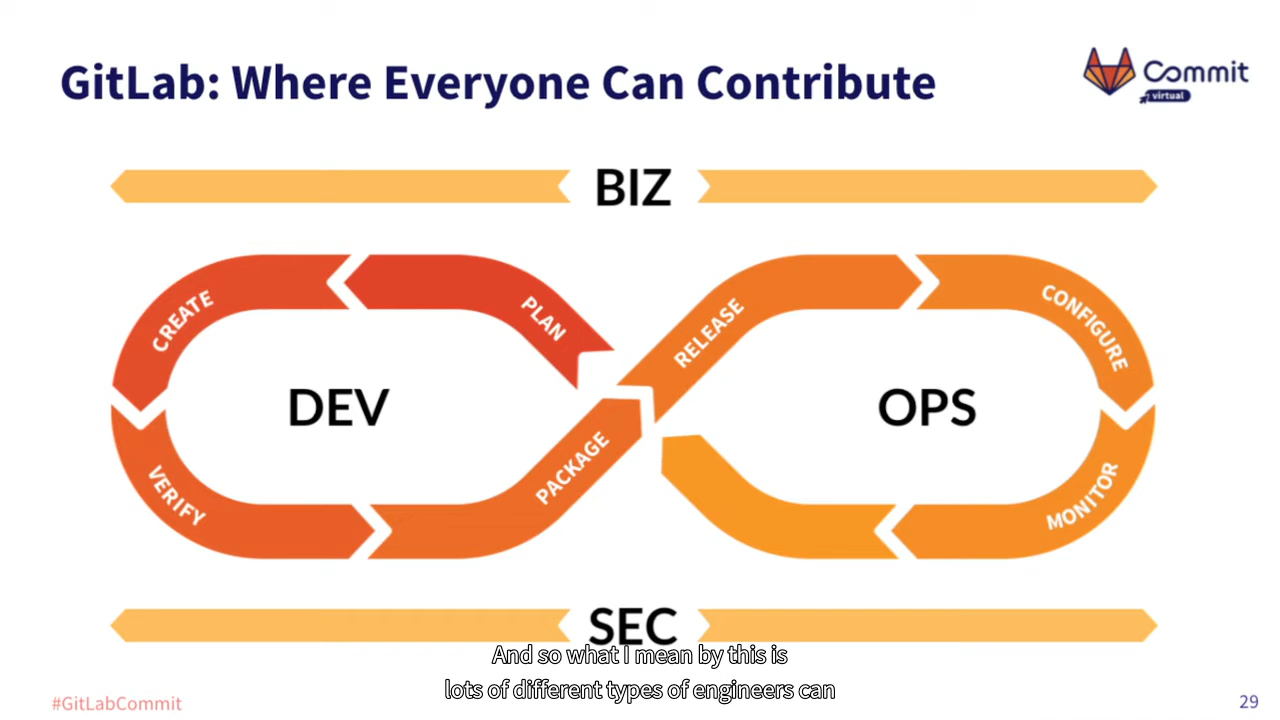 GitLab: Where Everyone Can Contribute
Commit
virtual
BIZ
CREATE
PLAN
RELEASE
CONFIGURE
DEV
OPS
VERIFY
PACKAGE
MONITOR
SEC
And so what I mean by this is
lots of different types of engineers can
#GitLabCommit
29